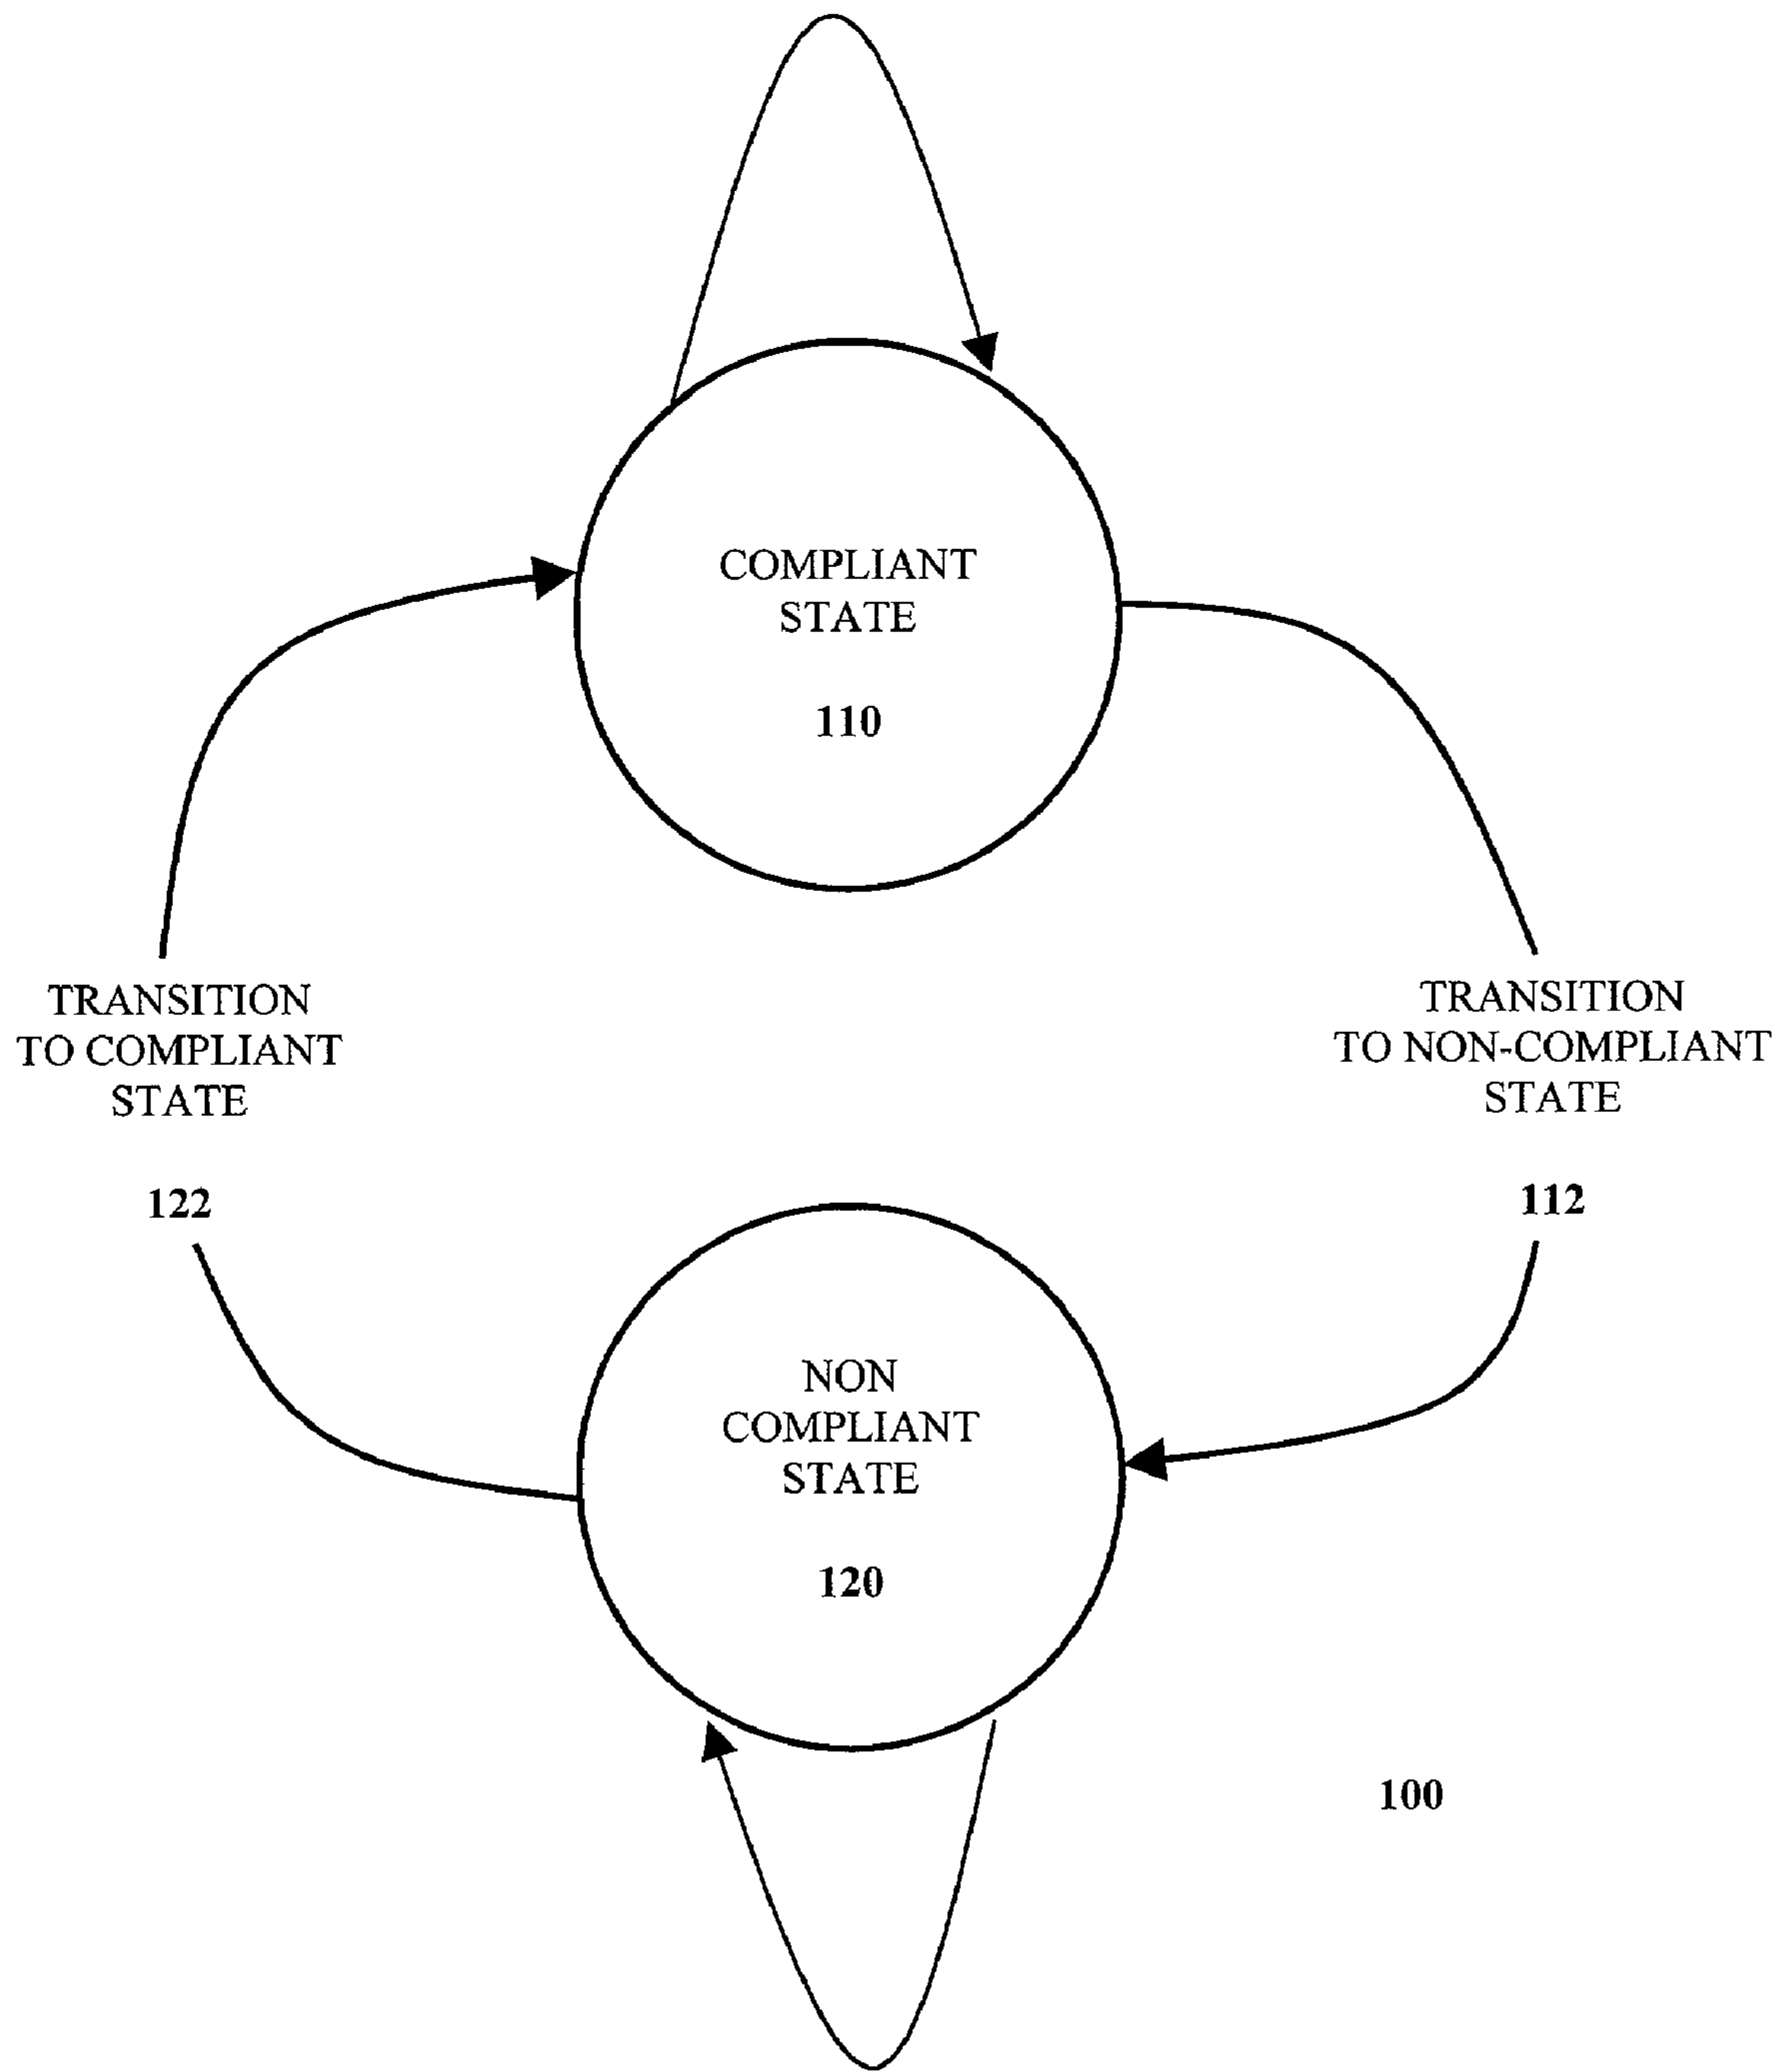 COMPLIANT
STATE
110
TRANSITION
TO COMPLIANT
STATE
122
TRANSITION
TO NON-COMPLIANT
STATE
112
NON
COMPLIANT
STATE
120
100